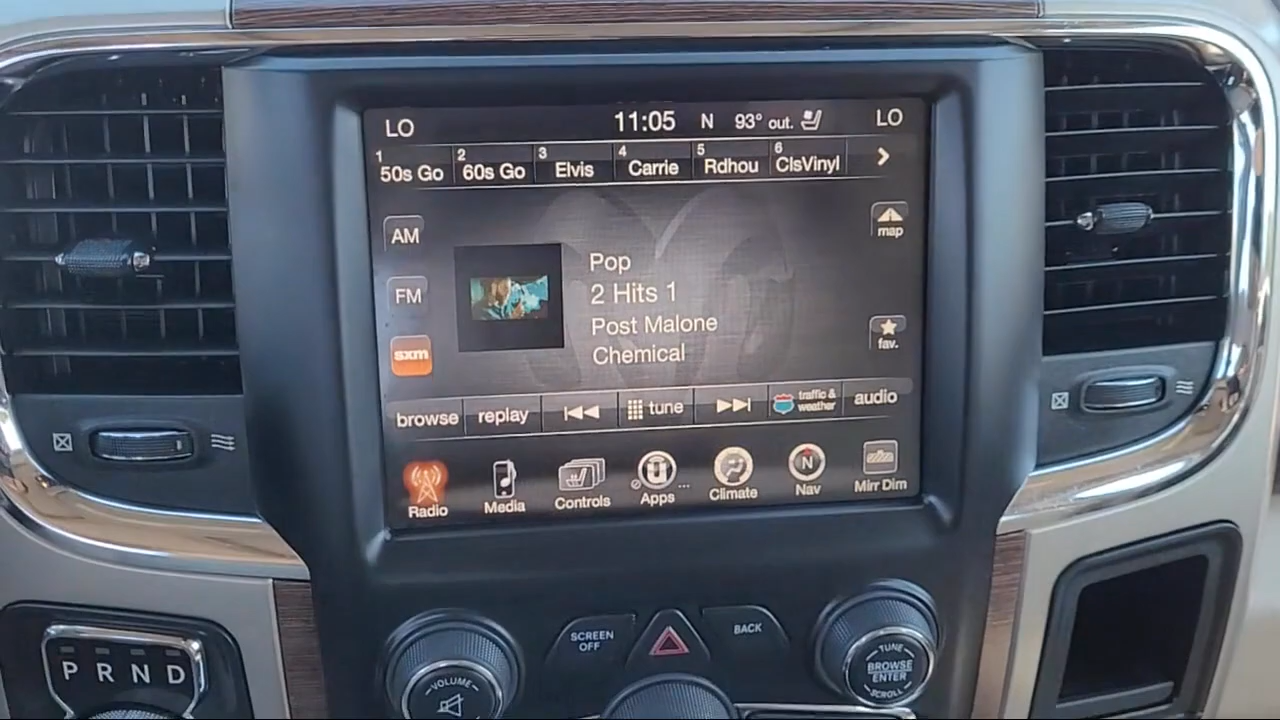 LO 11:05 N 93° out. LO
1 50s Go 2 60s Go 3 Elvis 4 Carrie 5 Rdhou 6 ClsVinyl
AM
map
Pop
2 Hits 1
FM
Post Malone
fav.
sxm
Chemical
browse replay tune traffic & weather audio
Radio Media Controls Apps ... Climate N Nav Mirr Dim
P R N D
VOLUME
SCREEN OFF
BACK
TUNE
BROWSE
ENTER
SCROLL